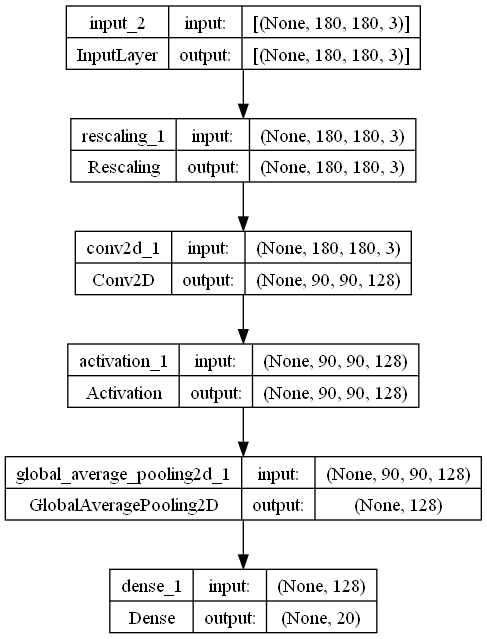 input_2 input: [(None, 180, 180, 3)]
InputLayer output: [(None, 180, 180, 3)]
rescaling_1 input: (None, 180, 180, 3)
Rescaling output: (None, 180, 180, 3)
conv2d_1 input: (None, 180, 180, 3)
Conv2D output: (None, 90, 90, 128)
activation_1 input: (None, 90, 90, 128)
Activation output: (None, 90, 90, 128)
global_average_pooling2d_1 input: (None, 90, 90, 128)
GlobalAveragePooling2D output: (None, 128)
dense_1 input: (None, 128)
Dense output: (None, 20)